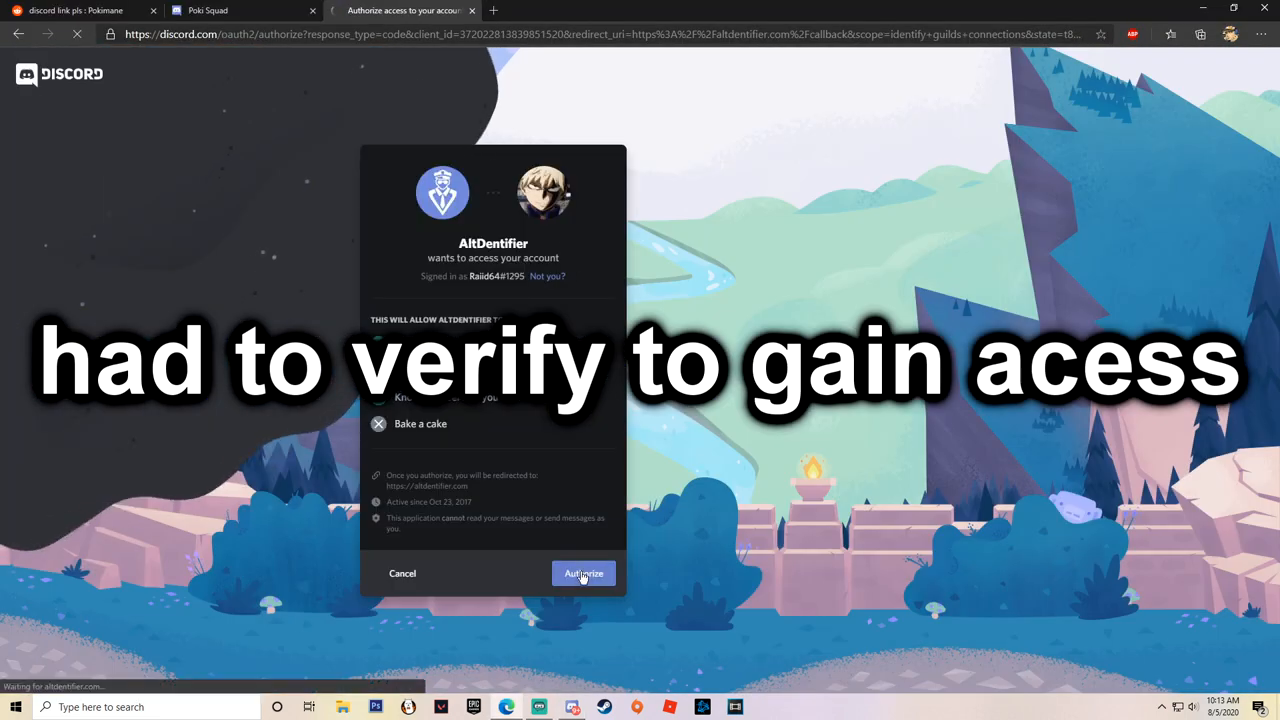 discord link pls : Pokimane
Poki Squad
Authorize access to your accoun
https://discord.com/oauth2/authorize?response_type=code&client_id=372022813839851520&redirect_uri=https%3A%2F%2Faltdentifier.com%2Fcallback&scope=identify+guilds+connections&state=t8...
ABP
DISCORD
AltDentifier
wants to access your account
Signed in as Raiid64#1295 Not you?
THIS WILL ALLOW ALTDENTIFIER TO
had to verify to gain acess
Bake a cake
Once you authorize, you will be redirected to:
https://altdentifier.com
Active since Oct 23, 2017
This application cannot read your messages or send messages as
you.
Cancel
Authorize
Waiting for altdentifier.com...
Type here to search
10:13 AM
8/5/2020